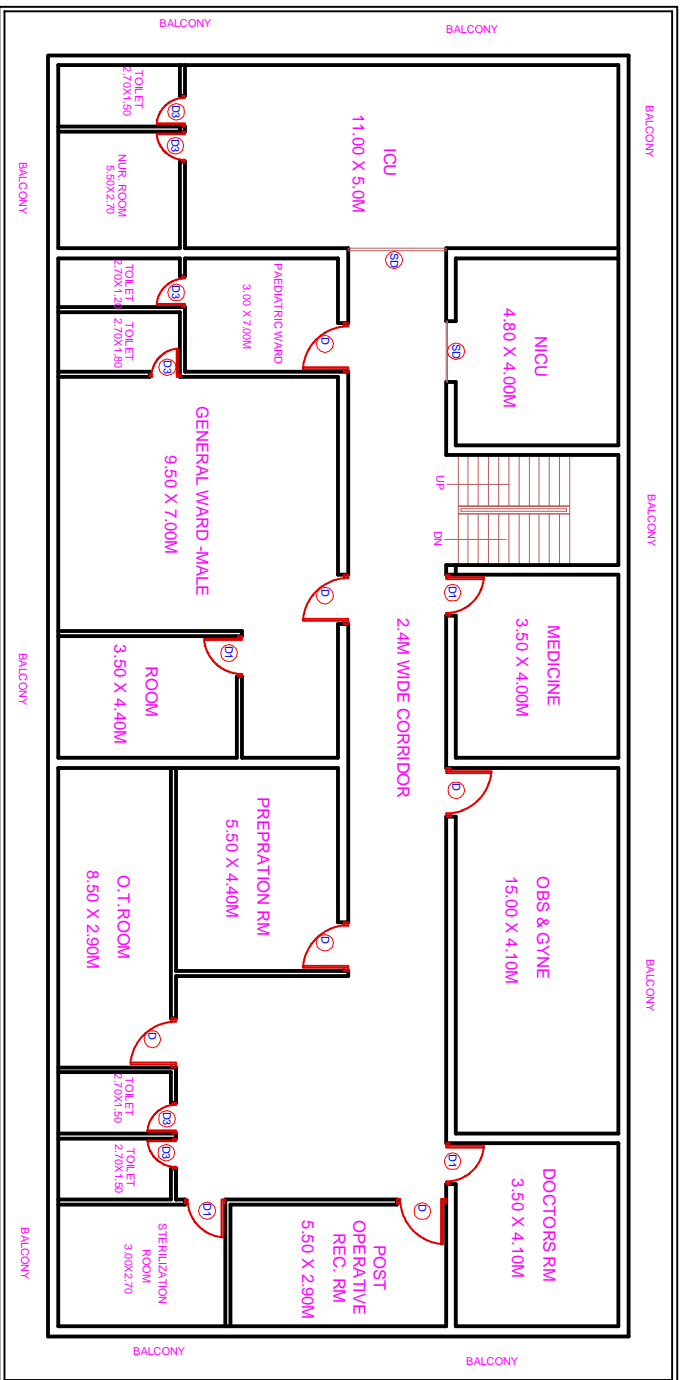 BALCONY
BALCONY
BALCONY
BALCONY
BALCONY
BALCONY
BALCONY
BALCONY
BALCONY
BALCONY
ICU
11.00 X 5.0M
TOILET
2.70X1.50
D3
D3
NUR. ROOM
5.50X2.70
SD
NICU
4.80 X 4.00M
SD
PAEDIATRIC WARD
3.00 X 7.00M
D
TOILET
2.70X1.20
D3
TOILET
2.70X1.80
D3
UP
DN
GENERAL WARD -MALE
9.50 X 7.00M
D
MEDICINE
3.50 X 4.00M
D1
2.4M WIDE CORRIDOR
ROOM
3.50 X 4.40M
D1
OBS & GYNE
15.00 X 4.10M
D
PREPRATION RM
5.50 X 4.40M
D
O.T.ROOM
8.50 X 2.90M
D
TOILET
2.70X1.50
D3
D3
TOILET
2.70X1.50
DOCTORS RM
3.50 X 4.10M
D1
POST
OPERATIVE
REC. RM
5.50 X 2.90M
D
STERILIZATION
ROOM
3.00X2.70
D1